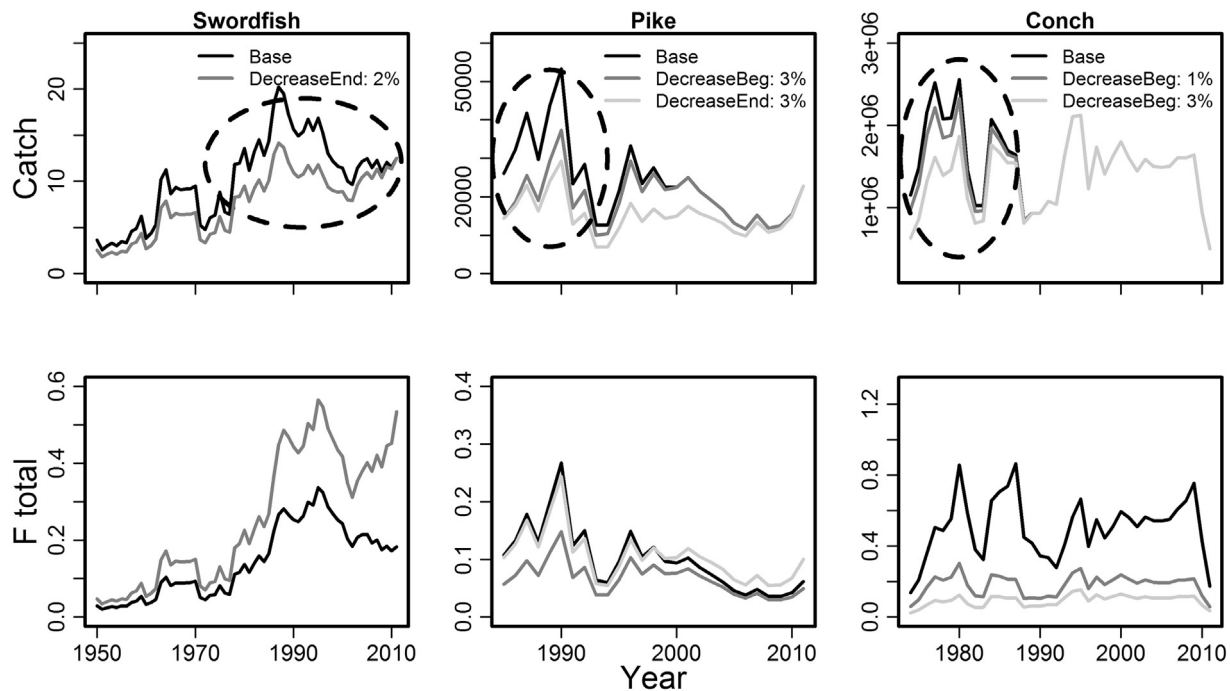 Swordfish Pike Conch
Base
DecreaseEnd: 2%
Base
DecreaseBeg: 3%
DecreaseEnd: 3%
Base
DecreaseBeg: 1%
DecreaseBeg: 3%
Catch
20
10
0
50000
20000
0
3e+06
2e+06
1e+06
F total
0.6
0.4
0.2
0.0
0.4
0.3
0.2
0.1
0.0
1.2
0.8
0.4
0.0
1950 1970 1990 2010
1990 2000 2010
1980 1990 2000 2010
Year